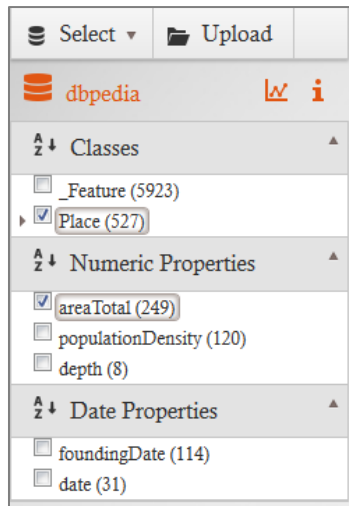 Select Upload
dbpedia
Classes
_Feature (5923)
Place (527)
Numeric Properties
areaTotal (249)
populationDensity (120)
depth (8)
Date Properties
foundingDate (114)
date (31)